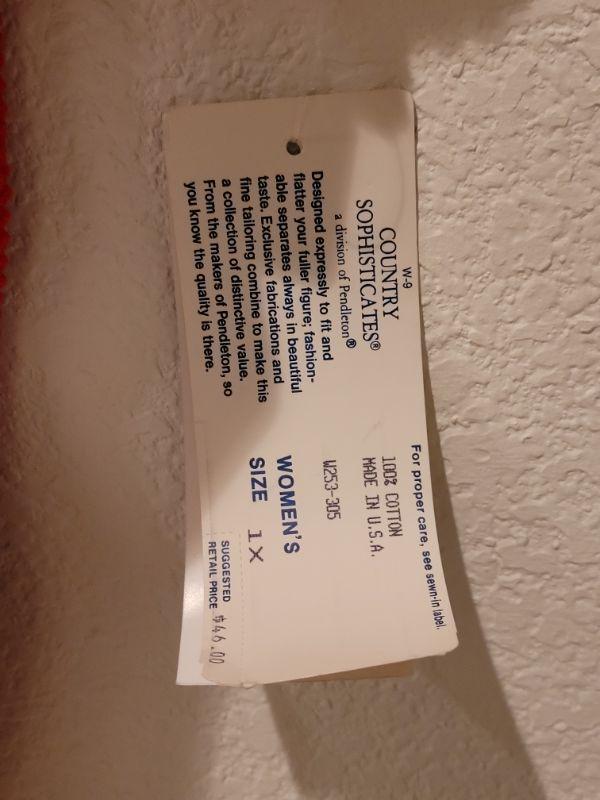 W-9
COUNTRY
SOPHISTICATES®
a division of Pendleton®
Designed expressly to fit and
flatter your fuller figure; fashion-
able separates always in beautiful
taste. Exclusive fabrications and
fine tailoring combine to make this
a collection of distinctive value.
From the makers of Pendleton, so
you know the quality is there.
For proper care, see sewn-in label.
100% COTTON
MADE IN U.S.A.
W253-305
WOMEN'S
SIZE 1X
SUGGESTED
RETAIL PRICE $46.00